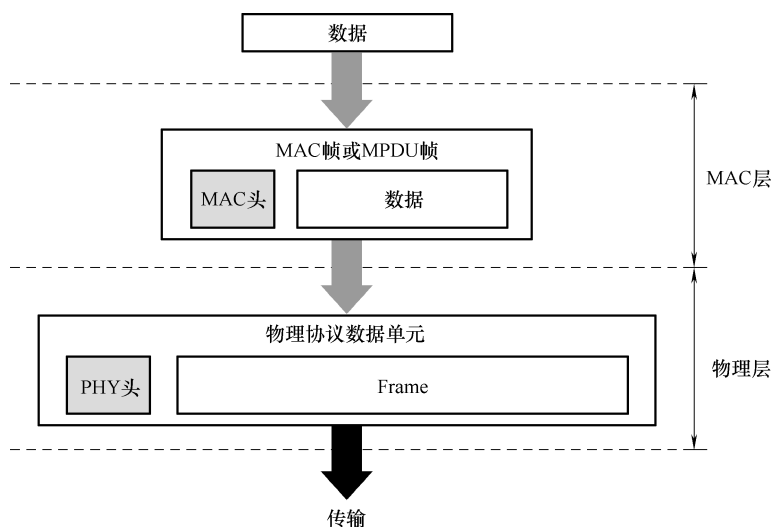 数据
MAC帧或MPDU帧
MAC头
数据
MAC层
物理协议数据单元
PHY头
Frame
物理层
传输